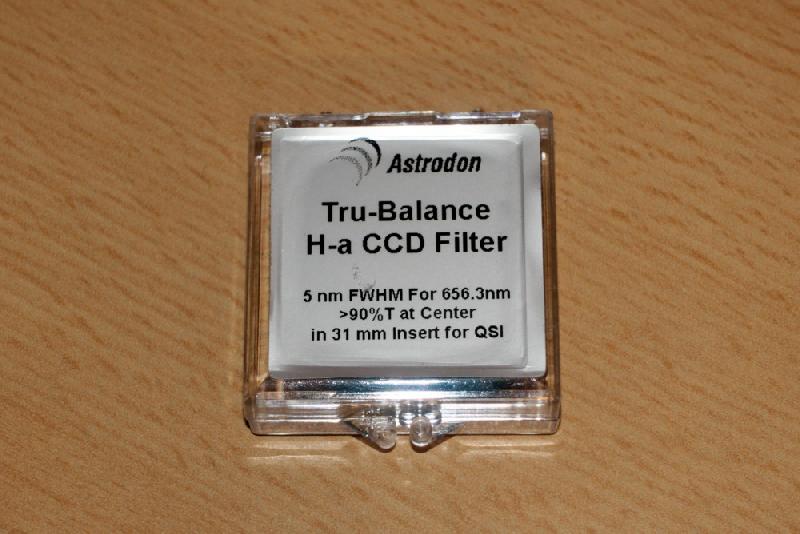 Astrodon
Tru-Balance
H-a CCD Filter
5 nm FWHM For 656.3nm
>90%T at Center
in 31 mm Insert for QSI